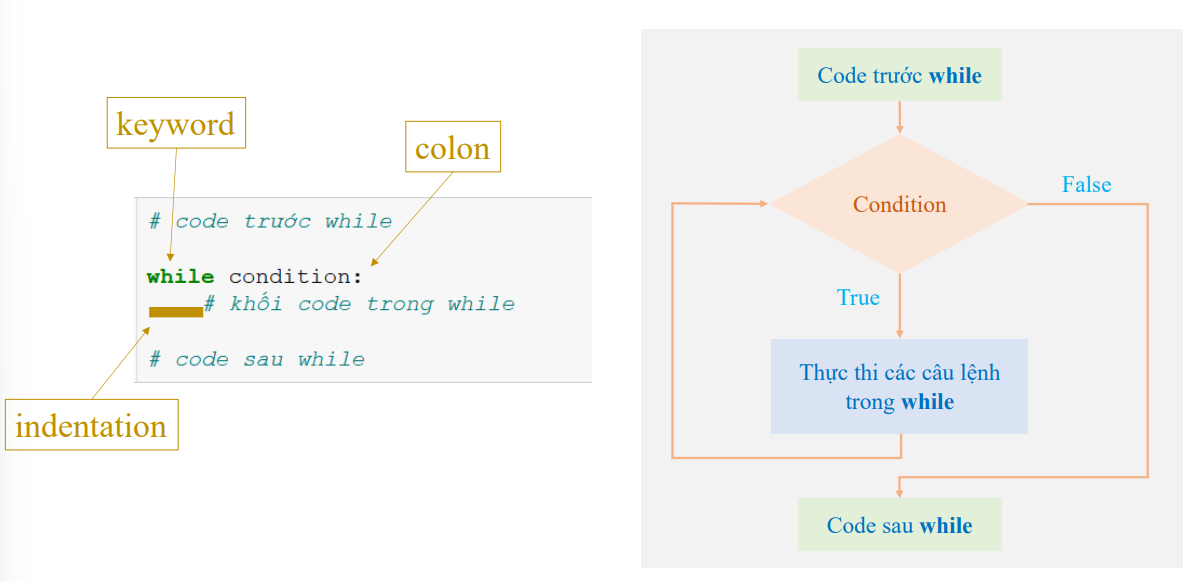 keyword
colon
# code trước while
while condition:
# khối code trong while
# code sau while
indentation
Code trước while
Condition
False
True
Thực thi các câu lệnh
trong while
Code sau while